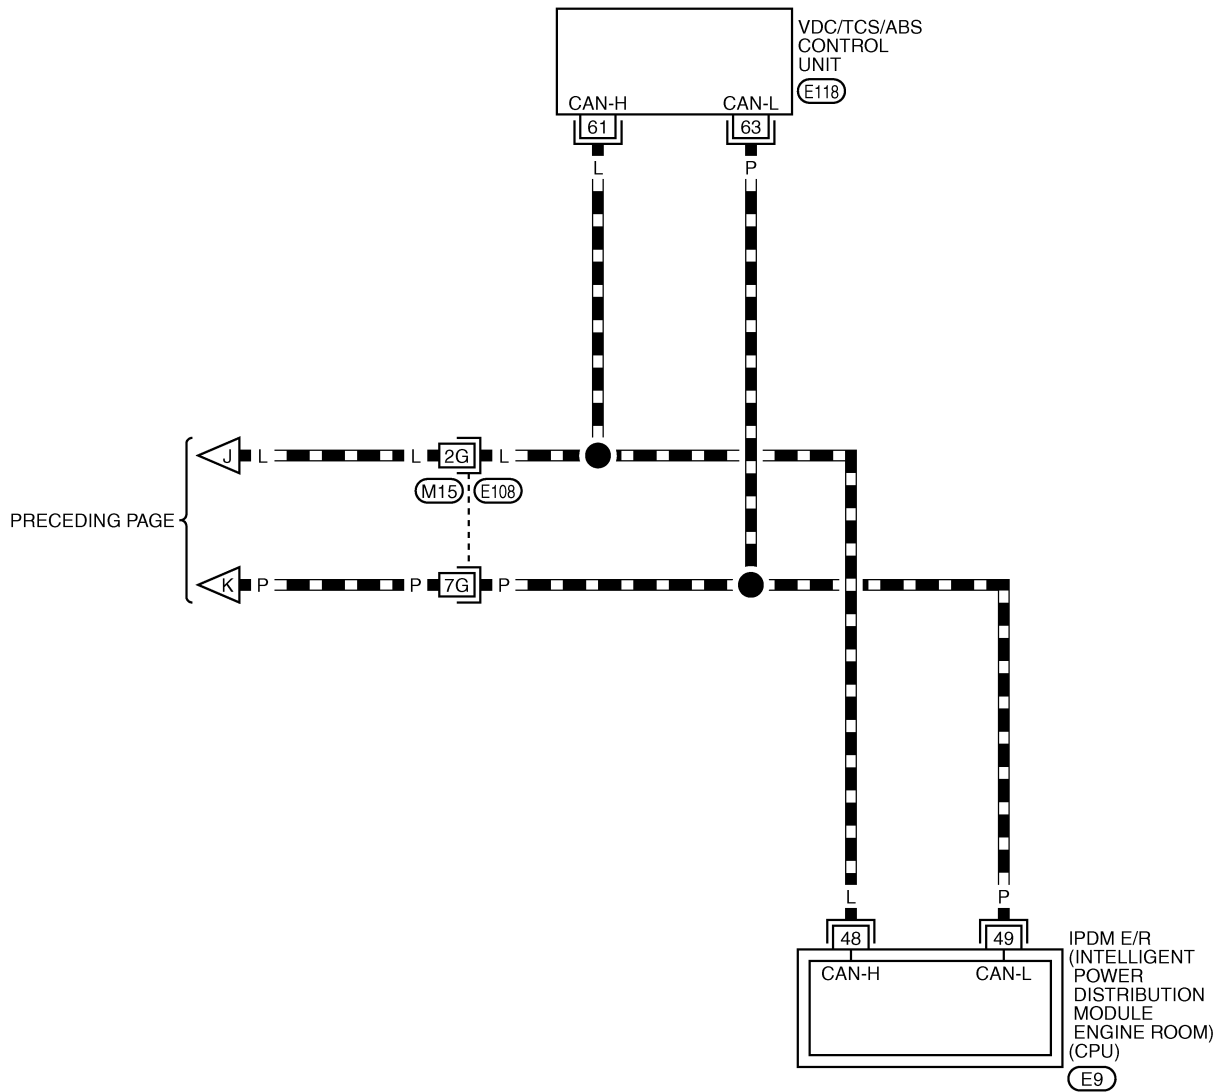 VDC/TCS/ABS
CONTROL
UNIT
E118
CAN-H
CAN-L
61
63
L
P
J
L
L
2G
L
M15
E108
PRECEDING PAGE
K
P
P
7G
P
L
P
48
49
CAN-H
CAN-L
IPDM E/R
(INTELLIGENT
POWER
DISTRIBUTION
MODULE
ENGINE ROOM)
(CPU)
E9